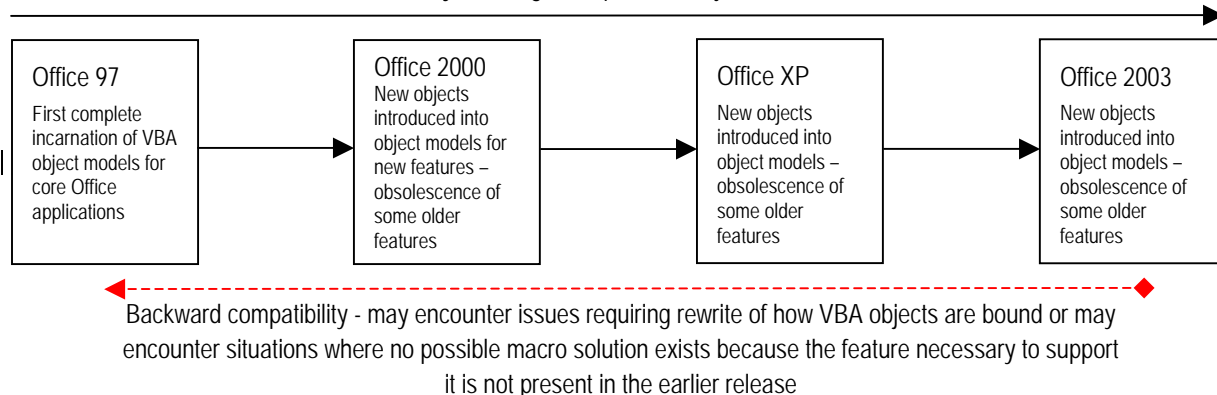 Office 97
First complete
incarnation of VBA
object models for
core Office
applications
Office 2000
New objects
introduced into
object models for
new features –
obsolescence of
some older
features
Office XP
New objects
introduced into
object models –
obsolescence of
some older
features
Office 2003
New objects
introduced into
object models –
obsolescence of
some older
features
Backward compatibility - may encounter issues requiring rewrite of how VBA objects are bound or may
encounter situations where no possible macro solution exists because the feature necessary to support
it is not present in the earlier release